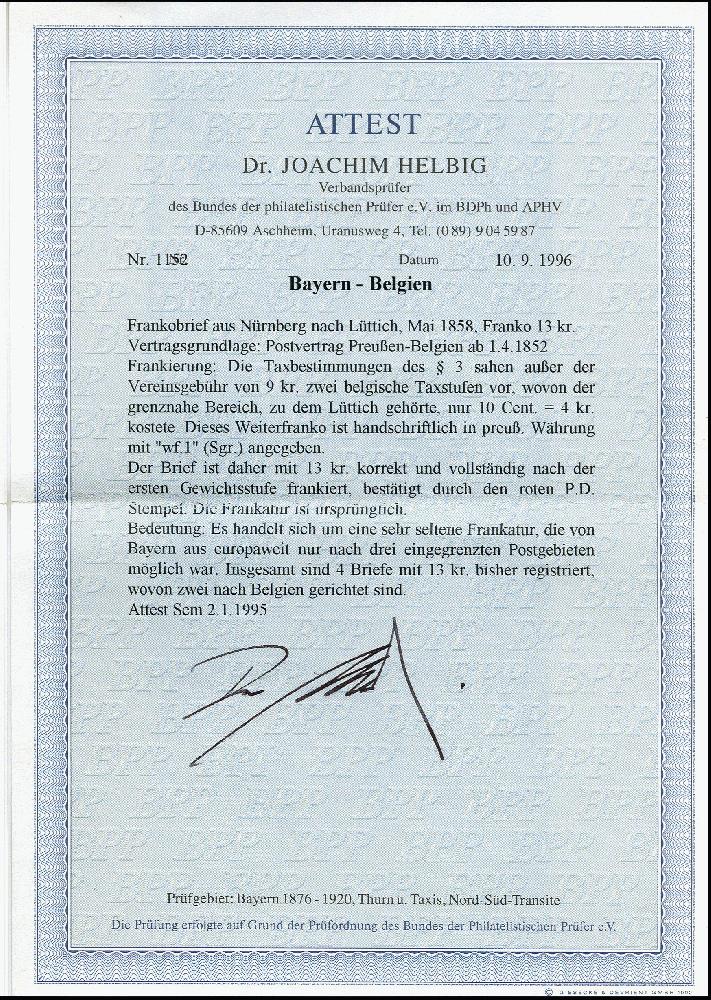 ATTEST
Dr. JOACHIM HELBIG
Verbandsprüfer
des Bundes der philatelistischen Prüfer e.V. im BDPh und APHV
D-85609 Aschheim, Uranusweg 4, Tel. (0 89) 9 04 59 87
Nr. 1152 Datum 10. 9. 1996
Bayern - Belgien
Frankobrief aus Nürnberg nach Lüttich, Mai 1858, Franko 13 kr.
Vertragsgrundlage: Postvertrag Preußen-Belgien ab 1.4.1852
Frankierung: Die Taxbestimmungen des § 3 sahen außer der
Vereinsgebühr von 9 kr. zwei belgische Taxstufen vor, wovon der
grenznahe Bereich, zu dem Lüttich gehörte, nur 10 Cent. = 4 kr.
kostete. Dieses Weiterfranko ist handschriftlich in preuß. Währung
mit "wf.1" (Sgr.) angegeben.
Der Brief ist daher mit 13 kr. korrekt und vollständig nach der
ersten Gewichtsstufe frankiert, bestätigt durch den roten P.D.
Stempel. Die Frankatur ist ursprünglich.
Bedeutung: Es handelt sich um eine sehr seltene Frankatur, die von
Bayern aus europaweit nur nach drei eingegrenzten Postgebieten
möglich war. Insgesamt sind 4 Briefe mit 13 kr. bisher registriert,
wovon zwei nach Belgien gerichtet sind.
Attest Sem 2.1.1995
Prüfgebiet: Bayern 1876 - 1920, Thurn u. Taxis, Nord-Süd-Transite
Die Prüfung erfolgte auf Grund der Prüfordnung des Bundes der Philatelistischen Prüfer e.V.